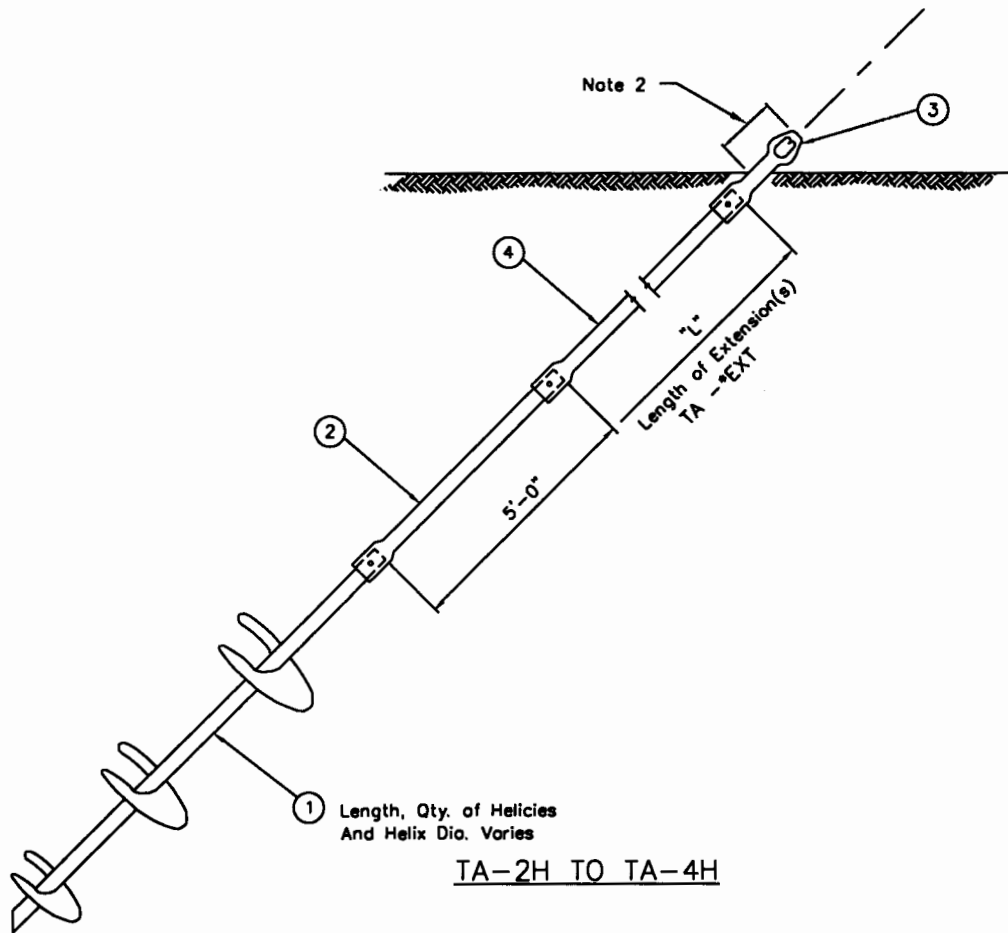 Note 2
3
4
"L"
Length of Extension(s)
TA -*EXT
2
5'-0"
1
Length, Qty. of Helicies
And Helix Dia. Varies
TA-2H TO TA-4H